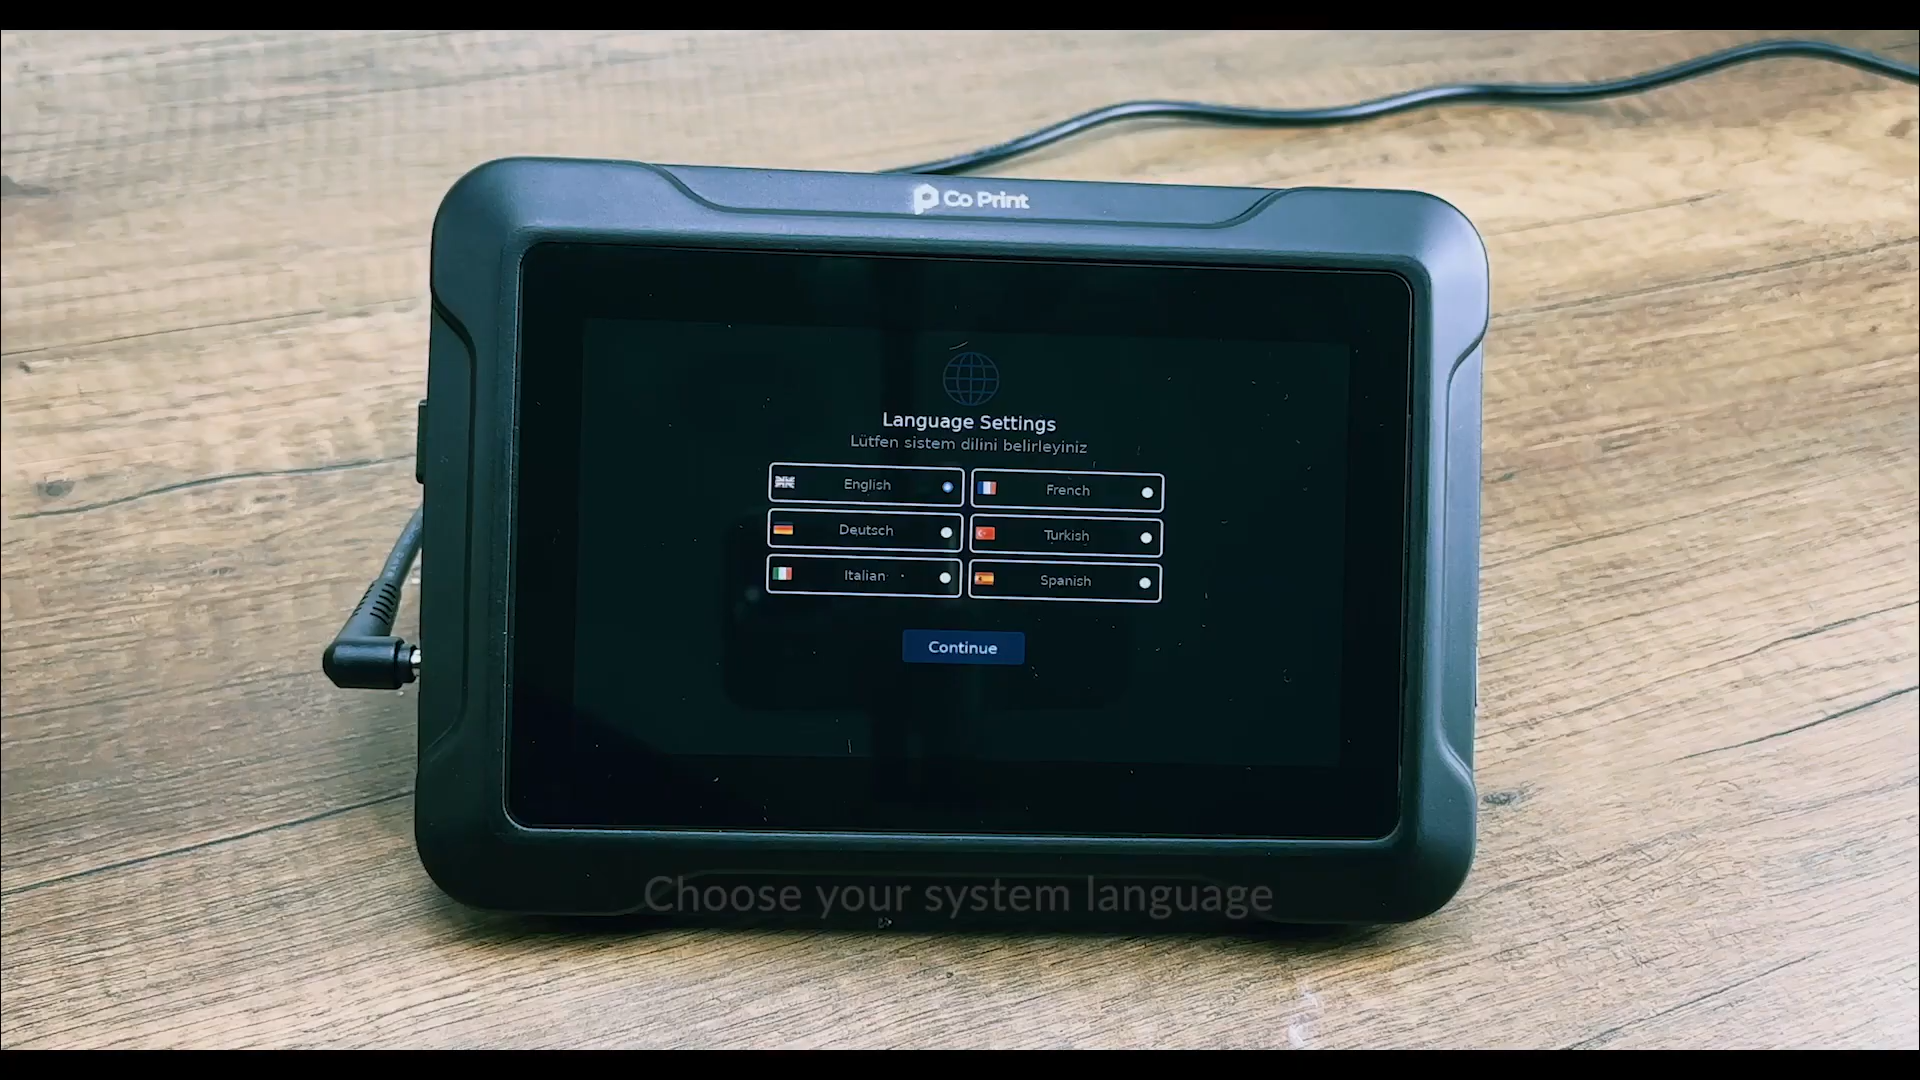 Co Print
Language Settings
Lütfen sistem dilini belirleyiniz
English
French
Deutsch
Turkish
Italian
Spanish
Continue
Choose your system language